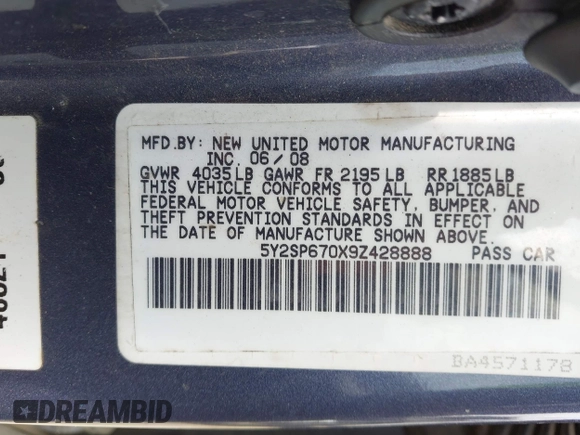 MFD.BY: NEW UNITED MOTOR MANUFACTURING
INC. 06/08
GVWR 4035LB GAWR FR 2195LB RR1885LB
THIS VEHICLE CONFORMS TO ALL APPLICABLE
FEDERAL MOTOR VEHICLE SAFETY, BUMPER, AND
THEFT PREVENTION STANDARDS IN EFFECT ON
THE DATE OF MANUFACTURE SHOWN ABOVE.
5Y2SP670X9Z428888 PASS CAR
BA4571178
DREAMBID